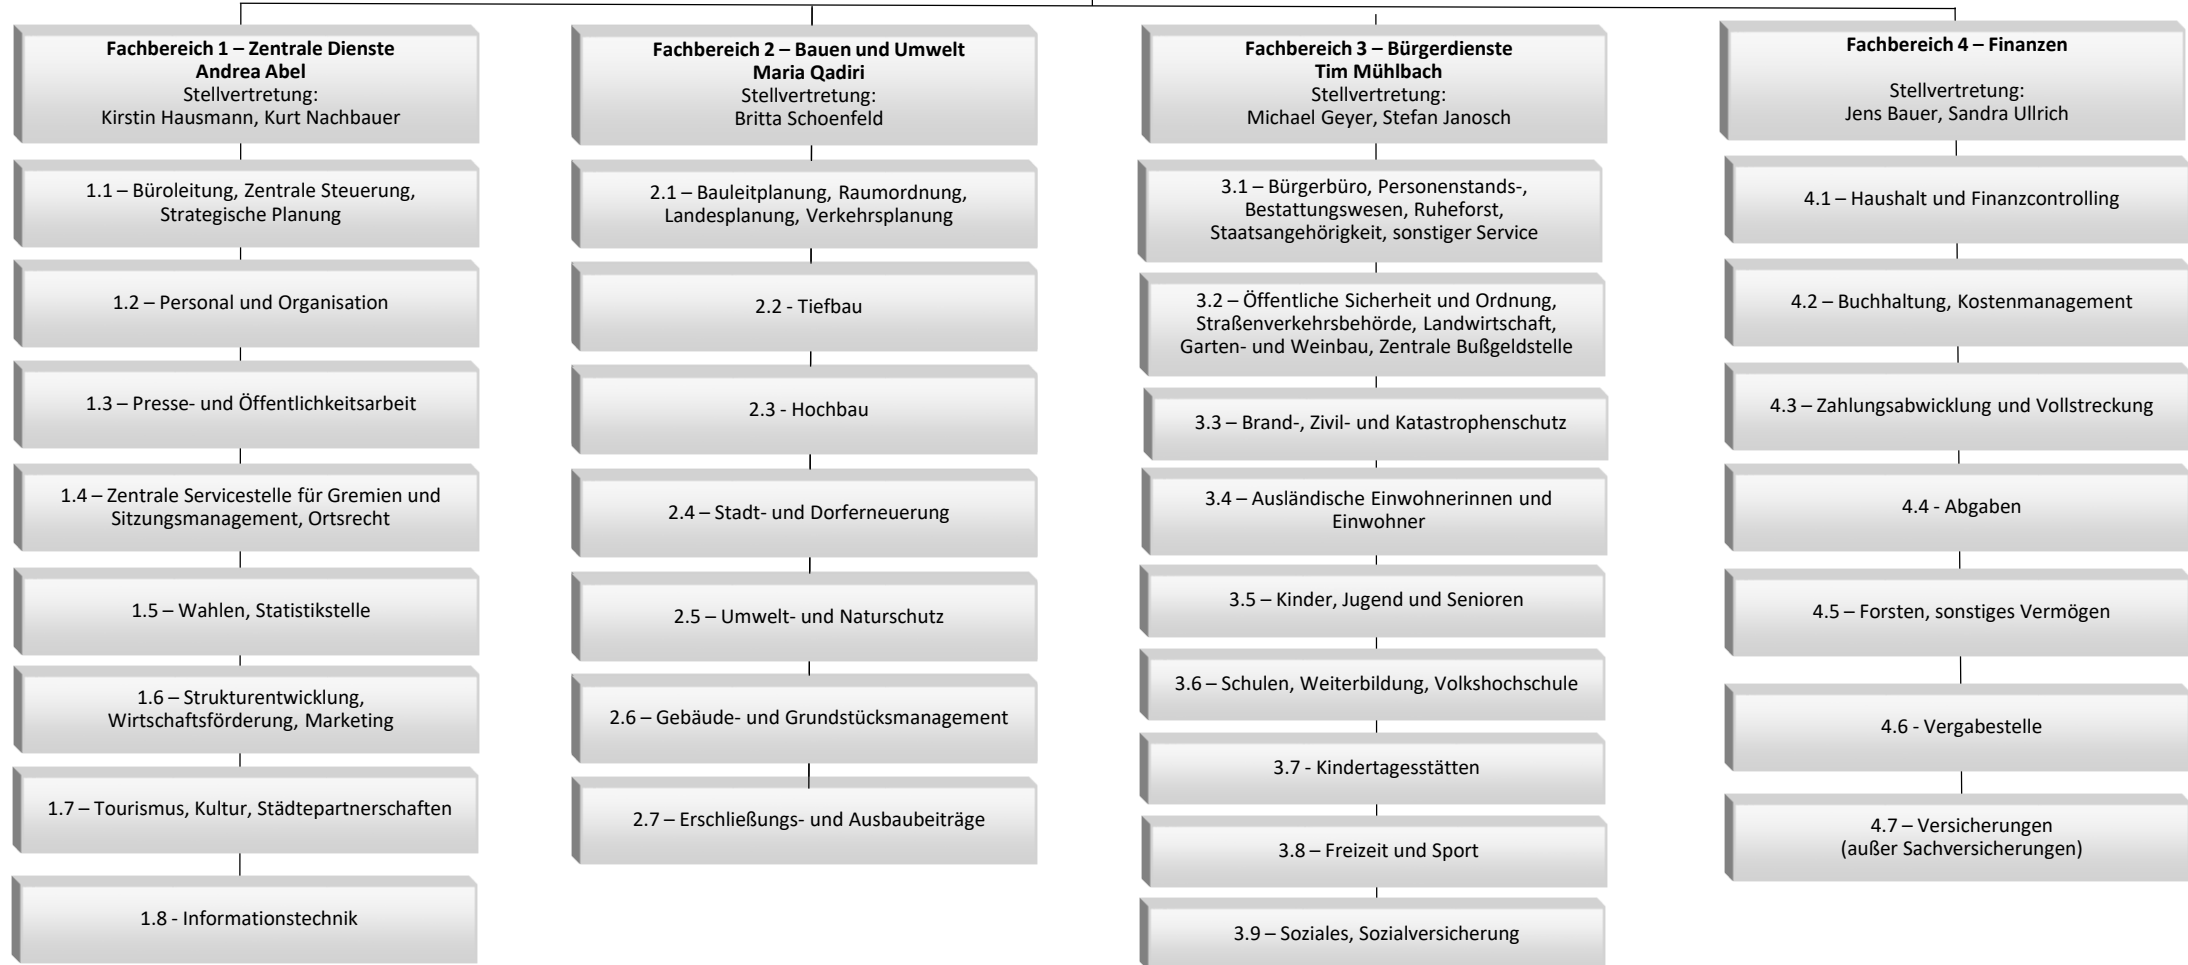 Fachbereich 1 – Zentrale Dienste
Andrea Abel
Stellvertretung:
Kirstin Hausmann, Kurt Nachbauer
1.1 – Büroleitung, Zentrale Steuerung,
Strategische Planung
1.2 – Personal und Organisation
1.3 – Presse- und Öffentlichkeitsarbeit
1.4 – Zentrale Servicestelle für Gremien und
Sitzungsmanagement, Ortsrecht
1.5 – Wahlen, Statistikstelle
1.6 – Strukturentwicklung,
Wirtschaftsförderung, Marketing
1.7 – Tourismus, Kultur, Städtepartnerschaften
1.8 - Informationstechnik
Fachbereich 2 – Bauen und Umwelt
Maria Qadiri
Stellvertretung:
Britta Schoenfeld
2.1 – Bauleitplanung, Raumordnung,
Landesplanung, Verkehrsplanung
2.2 - Tiefbau
2.3 - Hochbau
2.4 – Stadt- und Dorferneuerung
2.5 – Umwelt- und Naturschutz
2.6 – Gebäude- und Grundstücksmanagement
2.7 – Erschließungs- und Ausbaubeiträge
Fachbereich 3 – Bürgerdienste
Tim Mühlbach
Stellvertretung:
Michael Geyer, Stefan Janosch
3.1 – Bürgerbüro, Personenstands-,
Bestattungswesen, Ruheforst,
Staatsangehörigkeit, sonstiger Service
3.2 – Öffentliche Sicherheit und Ordnung,
Straßenverkehrsbehörde, Landwirtschaft,
Garten- und Weinbau, Zentrale Bußgeldstelle
3.3 – Brand-, Zivil- und Katastrophenschutz
3.4 – Ausländische Einwohnerinnen und
Einwohner
3.5 – Kinder, Jugend und Senioren
3.6 – Schulen, Weiterbildung, Volkshochschule
3.7 - Kindertagesstätten
3.8 – Freizeit und Sport
3.9 – Soziales, Sozialversicherung
Fachbereich 4 – Finanzen
Stellvertretung:
Jens Bauer, Sandra Ullrich
4.1 – Haushalt und Finanzcontrolling
4.2 – Buchhaltung, Kostenmanagement
4.3 – Zahlungsabwicklung und Vollstreckung
4.4 - Abgaben
4.5 – Forsten, sonstiges Vermögen
4.6 - Vergabestelle
4.7 – Versicherungen
(außer Sachversicherungen)